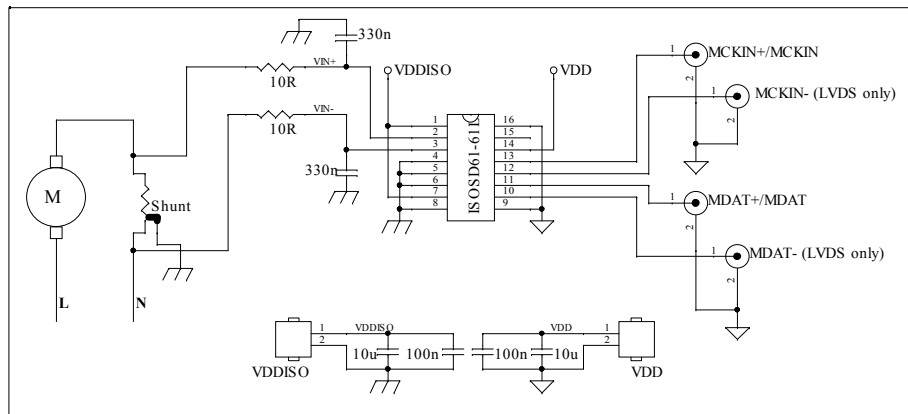 330n
VIN+
10R
VDDISO
VDD
MCKIN+/MCKIN
1
2
MCKIN- (LVDS only)
1
2
VIN-
10R
330n
ISOSD61-61L
1
2
3
4
5
6
7
8
16
15
14
13
12
11
10
9
M
Shunt
MDAT+/MDAT
1
2
MDAT- (LVDS only)
1
2
L
N
1
2
VDDISO
10u
100n
VDDISO
100n
10u
VDD
1
2
VDD